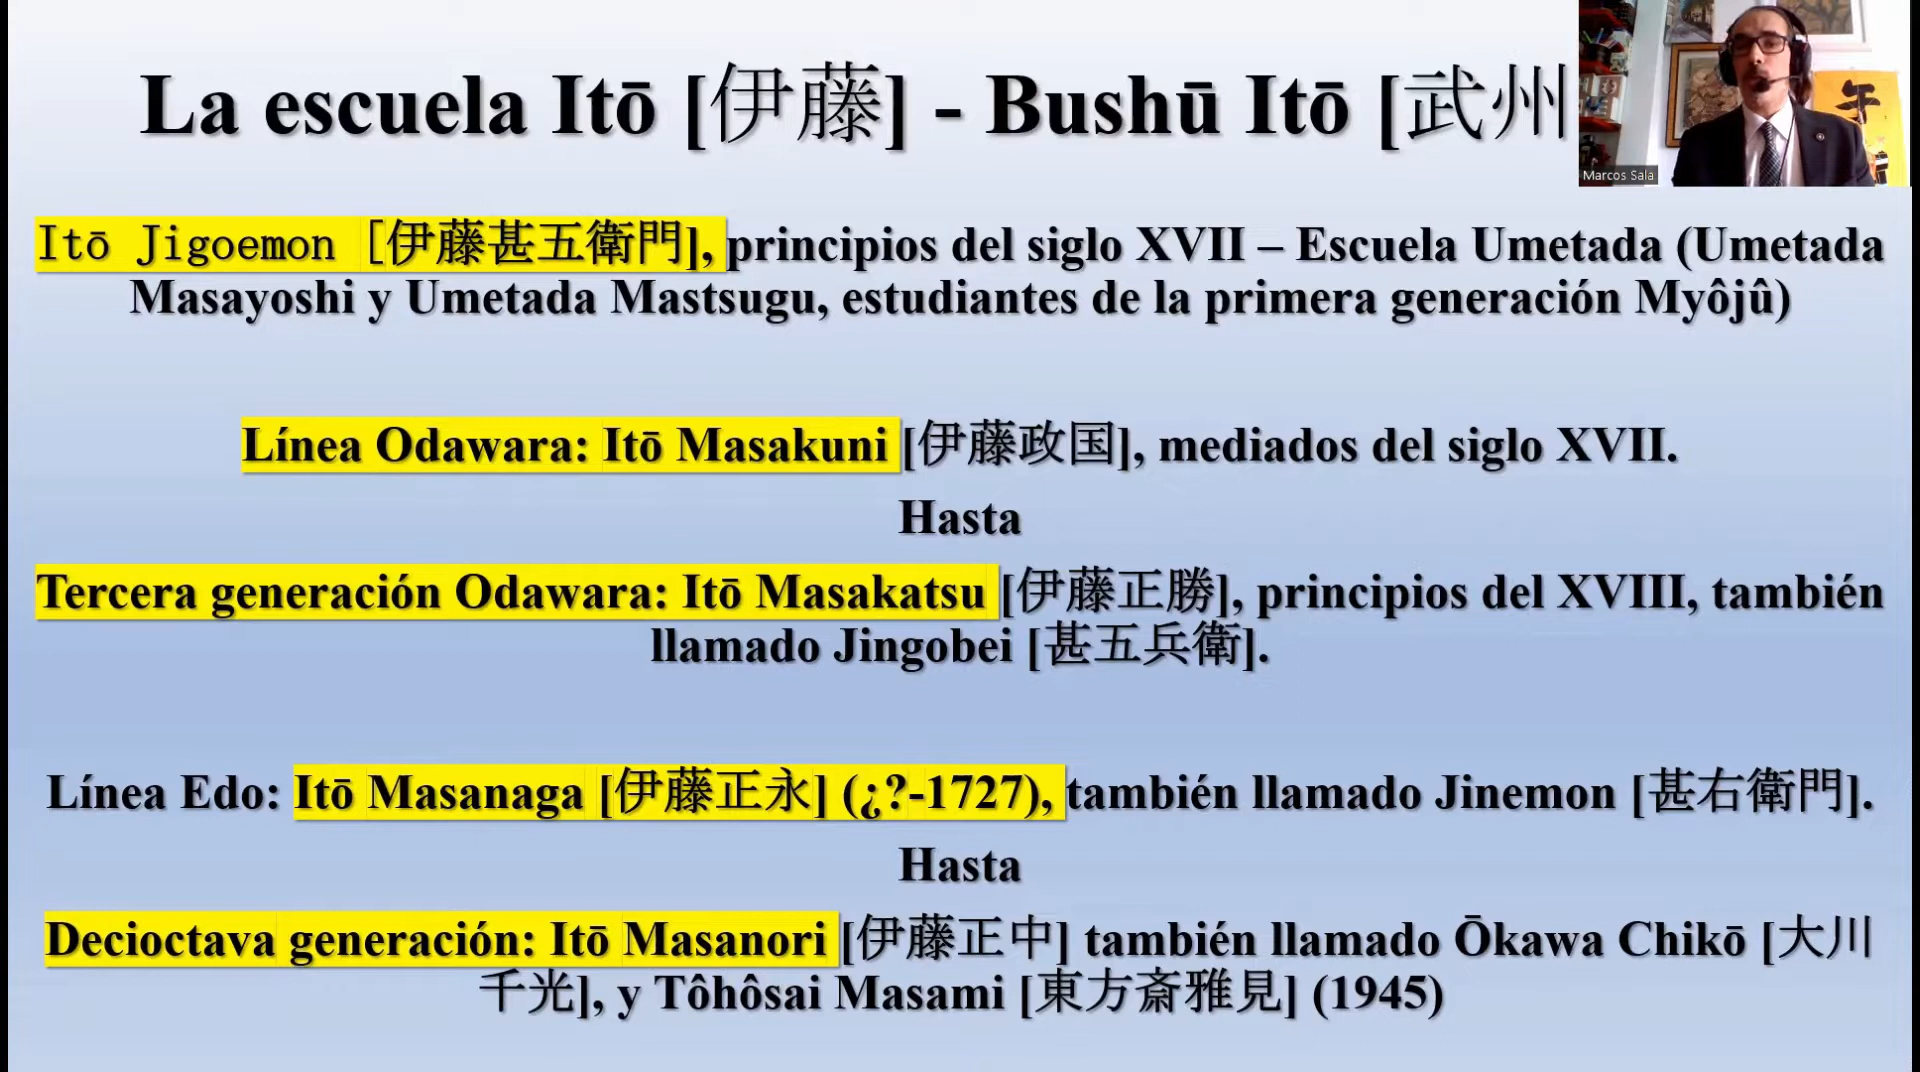 La escuela Itō [伊藤] - Bushū Itō [武州
午
Marcos Sala
Itō Jigoemon [伊藤甚五衛門], principios del siglo XVII – Escuela Umetada (Umetada
Masayoshi y Umetada Mastsugu, estudiantes de la primera generación Myôjû)
Línea Odawara: Itō Masakuni [伊藤政国], mediados del siglo XVII.
Hasta
Tercera generación Odawara: Itō Masakatsu [伊藤正勝], principios del XVIII, también
llamado Jingobei [甚五兵衛].
Línea Edo: Itō Masanaga [伊藤正永] (¿?-1727), también llamado Jinemon [甚右衛門].
Hasta
Decioctava generación: Itō Masanori [伊藤正中] también llamado Ōkawa Chikō [大川
千光], y Tôhôsai Masami [東方斎雅見] (1945)